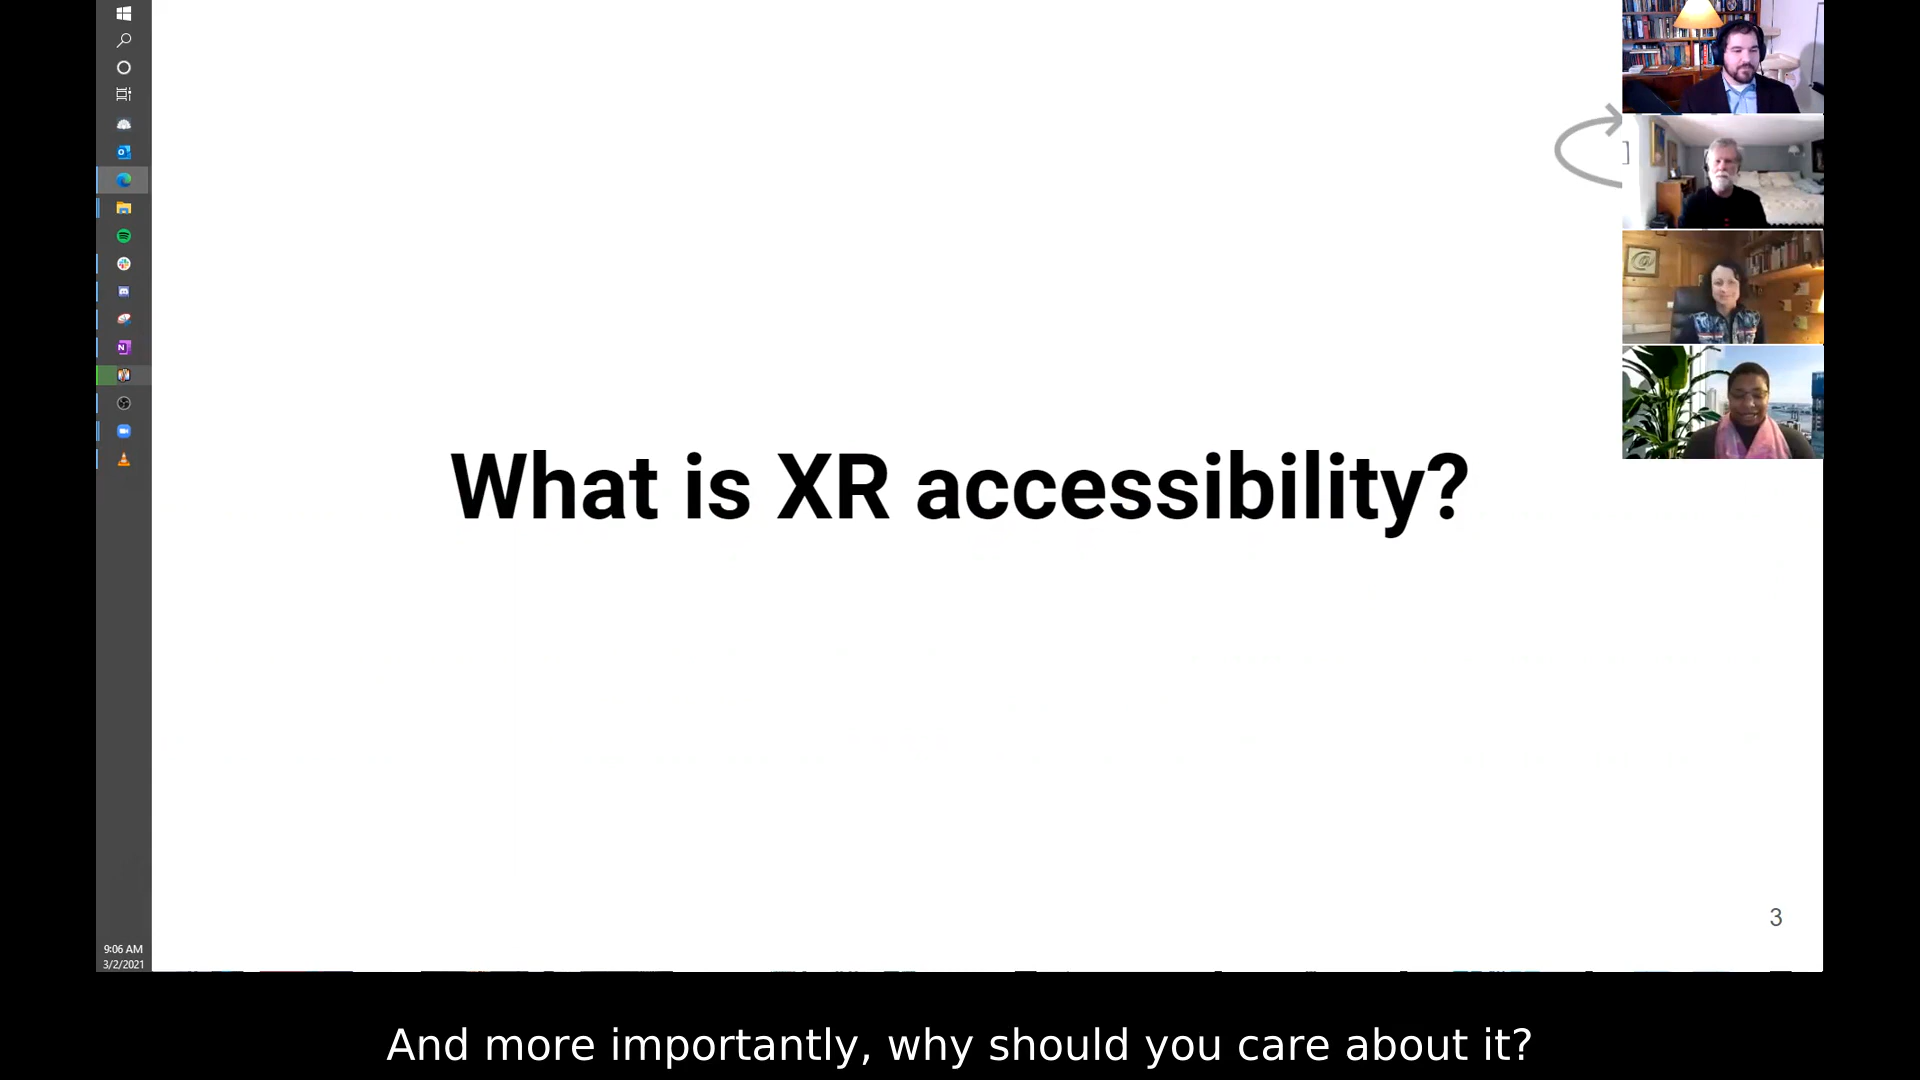 What is XR accessibility?
3
9:06 AM
3/2/2021
And more importantly, why should you care about it?